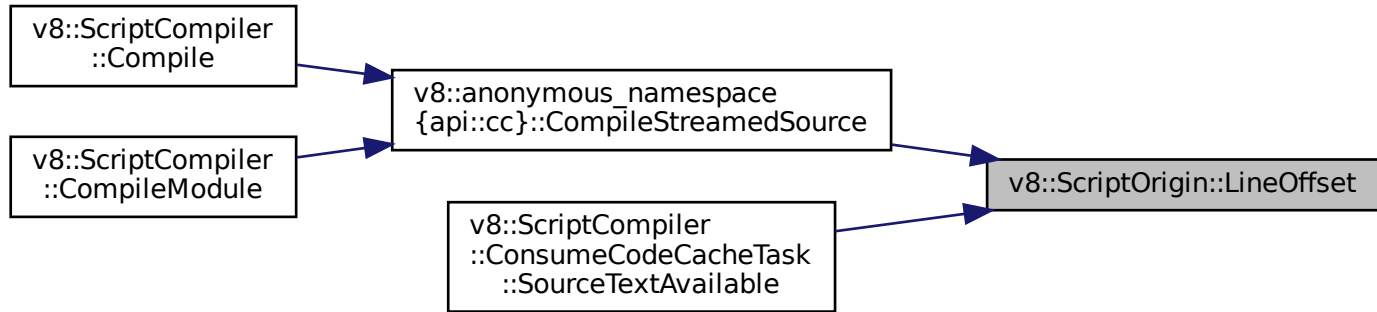 v8::ScriptCompiler
::Compile
v8::ScriptCompiler
::CompileModule
v8::anonymous_namespace
{api::cc}::CompileStreamedSource
v8::ScriptCompiler
::ConsumeCodeCacheTask
::SourceTextAvailable
v8::ScriptOrigin::LineOffset